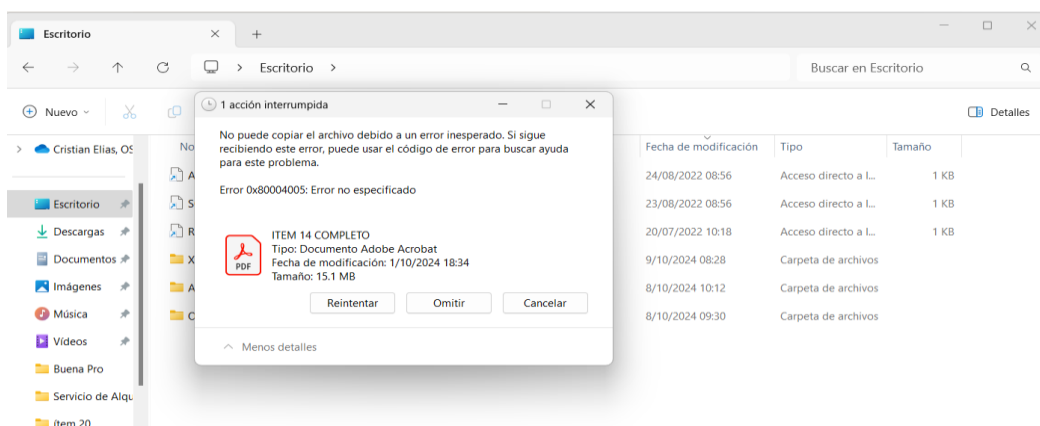 Escritorio
Escritorio
Buscar en Escritorio
Nuevo
Detalles
1 acción interrumpida
No puede copiar el archivo debido a un error inesperado. Si sigue
recibiendo este error, puede usar el código de error para buscar ayuda
para este problema.
Error 0x80004005: Error no especificado
PDF
ITEM 14 COMPLETO
Tipo: Documento Adobe Acrobat
Fecha de modificación: 1/10/2024 18:34
Tamaño: 15.1 MB
Reintentar Omitir Cancelar
Menos detalles
Cristian Elias, OS
Escritorio
Descargas
Documentos
Imágenes
Música
Vídeos
Buena Pro
Servicio de Alqu
ítem 20
No Fecha de modificación Tipo Tamaño
A 24/08/2022 08:56 Acceso directo a l... 1 KB
S 23/08/2022 08:56 Acceso directo a l... 1 KB
R 20/07/2022 10:18 Acceso directo a l... 1 KB
X 9/10/2024 08:28 Carpeta de archivos
A 8/10/2024 10:12 Carpeta de archivos
8/10/2024 09:30 Carpeta de archivos